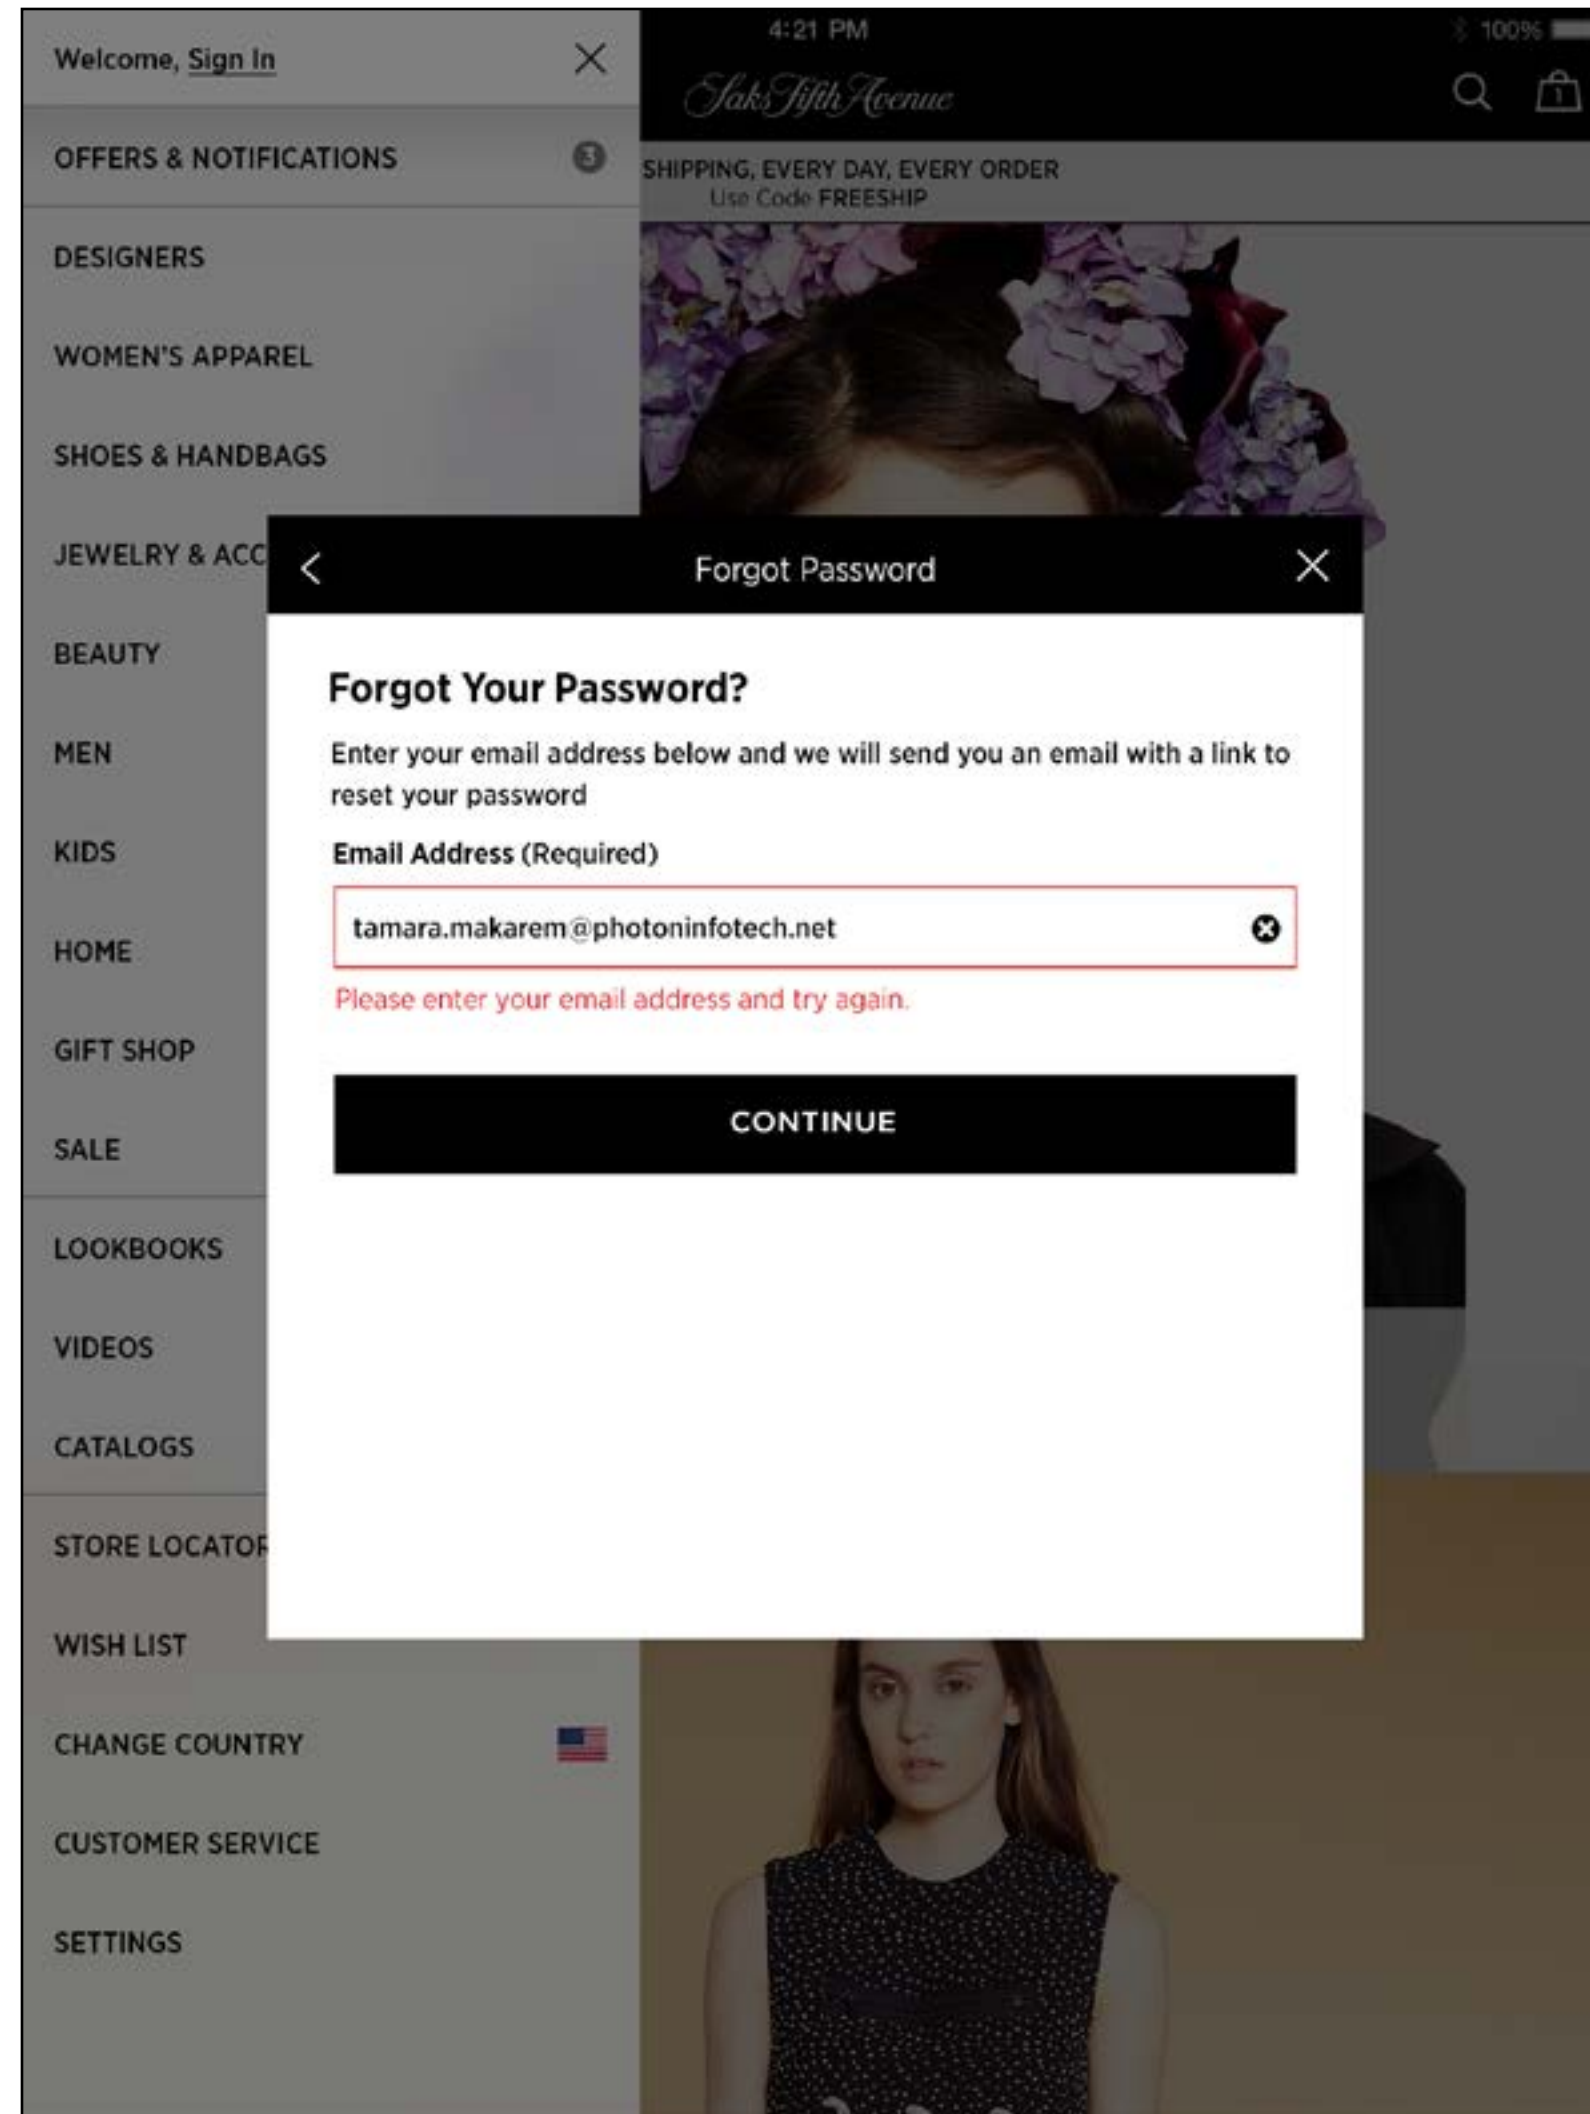 Welcome, Sign In
4:21 PM
100%
Saks Fifth Avenue
1
OFFERS & NOTIFICATIONS
3
SHIPPING, EVERY DAY, EVERY ORDER
Use Code FREESHIP
DESIGNERS
WOMEN'S APPAREL
SHOES & HANDBAGS
JEWELRY & ACC
BEAUTY
MEN
KIDS
HOME
GIFT SHOP
SALE
LOOKBOOKS
VIDEOS
CATALOGS
STORE LOCATOR
WISH LIST
CHANGE COUNTRY
CUSTOMER SERVICE
SETTINGS
Forgot Password
Forgot Your Password?
Enter your email address below and we will send you an email with a link to
reset your password
Email Address (Required)
tamara.makarem@photoninfotech.net
Please enter your email address and try again.
CONTINUE